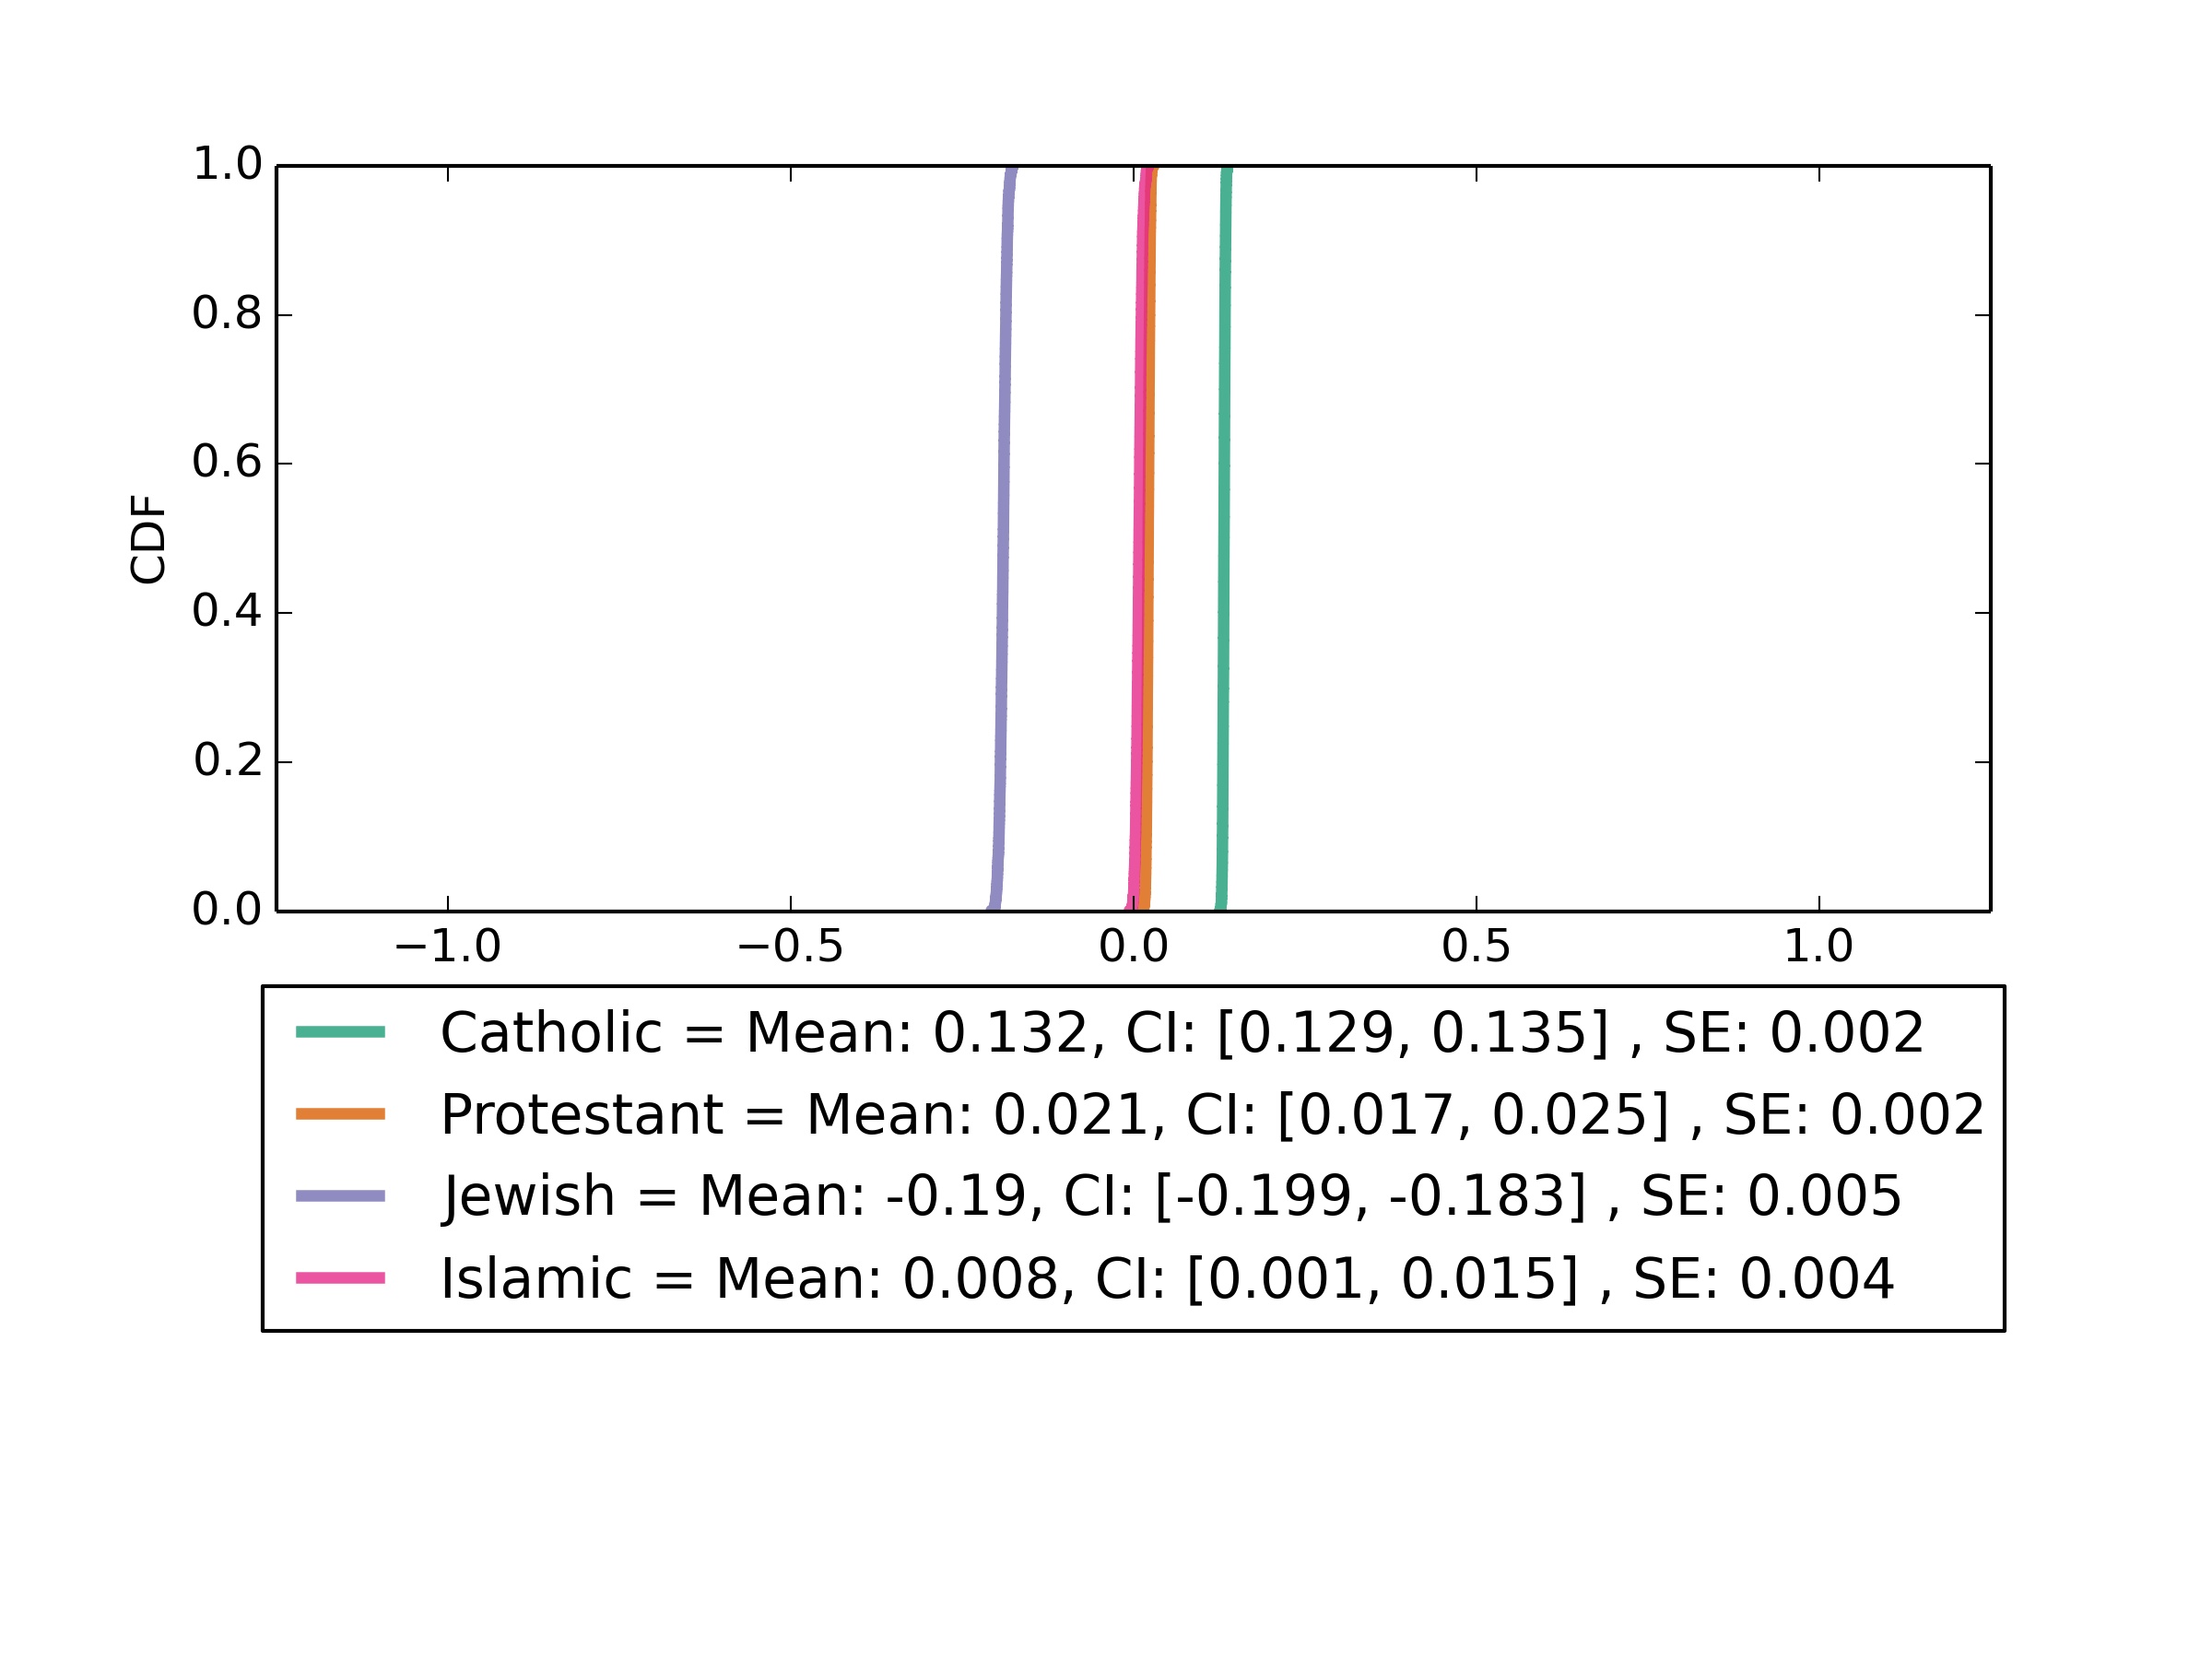 1.0
0.8
0.6
0.4
0.2
0.0
CDF
−1.0 −0.5 0.0 0.5 1.0
Catholic = Mean: 0.132, CI: [0.129, 0.135] , SE: 0.002
Protestant = Mean: 0.021, CI: [0.017, 0.025] , SE: 0.002
Jewish = Mean: -0.19, CI: [-0.199, -0.183] , SE: 0.005
Islamic = Mean: 0.008, CI: [0.001, 0.015] , SE: 0.004